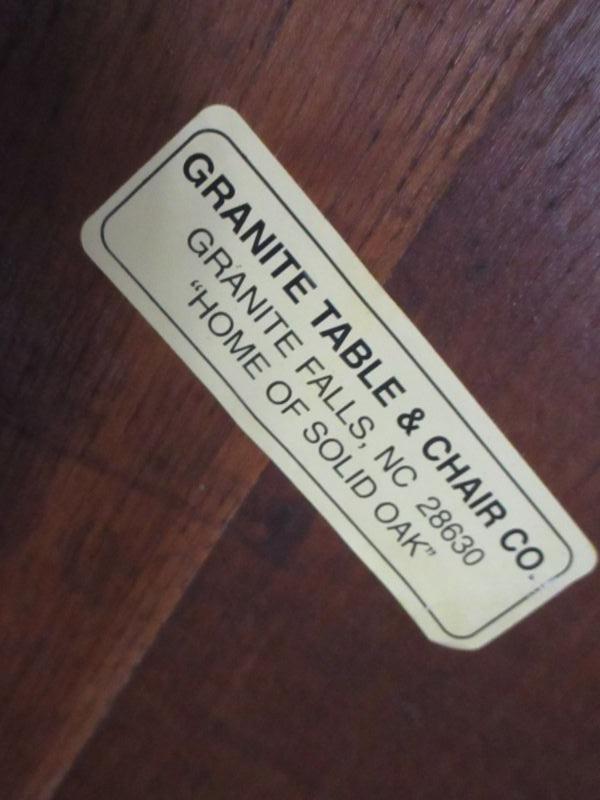 GRANITE TABLE & CHAIR CO.
GRANITE FALLS, NC 28630
“HOME OF SOLID OAK”